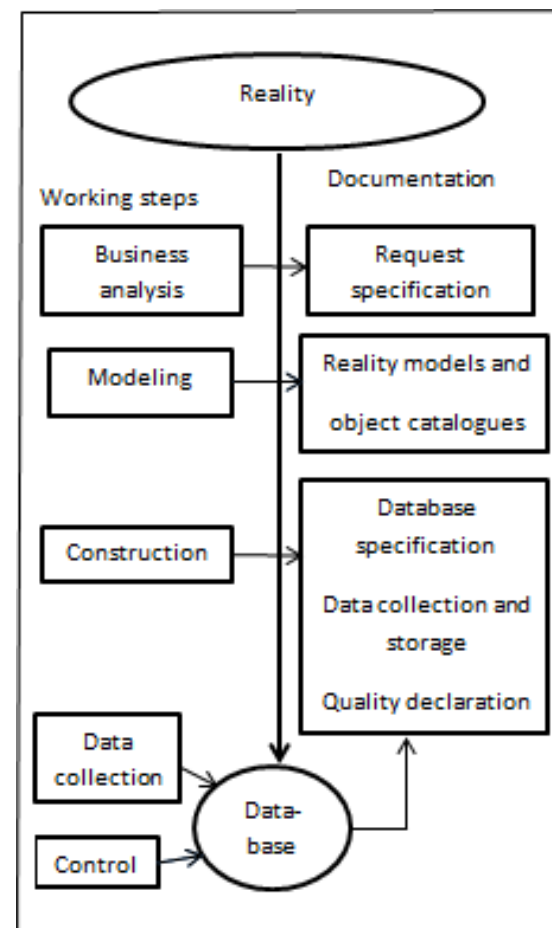 Reality
Documentation
Working steps
Business
analysis
Request
specification
Modeling
Reality models and
object catalogues
Construction
Database
specification
Data collection and
storage
Quality declaration
Data
collection
Data-
base
Control